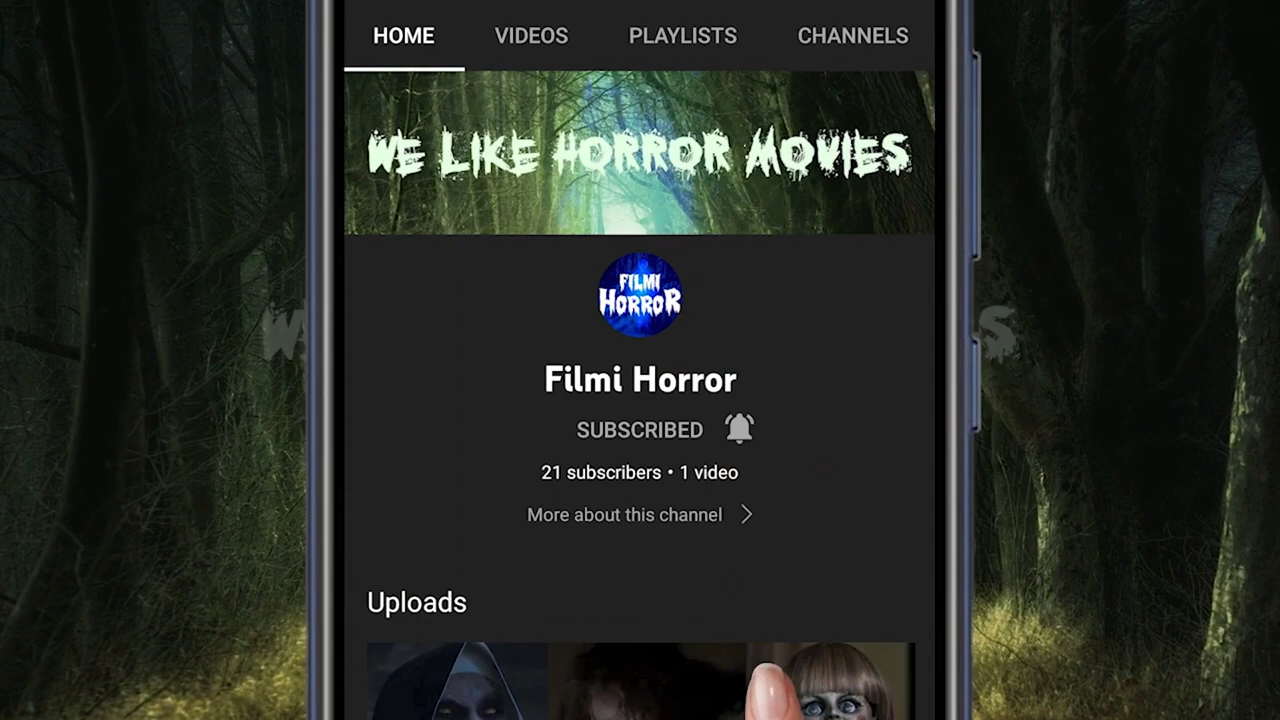 HOME VIDEOS PLAYLISTS CHANNELS
WE LIKE HORROR MOVIES
FILMI
HORROR
Filmi Horror
SUBSCRIBED
21 subscribers • 1 video
More about this channel
Uploads